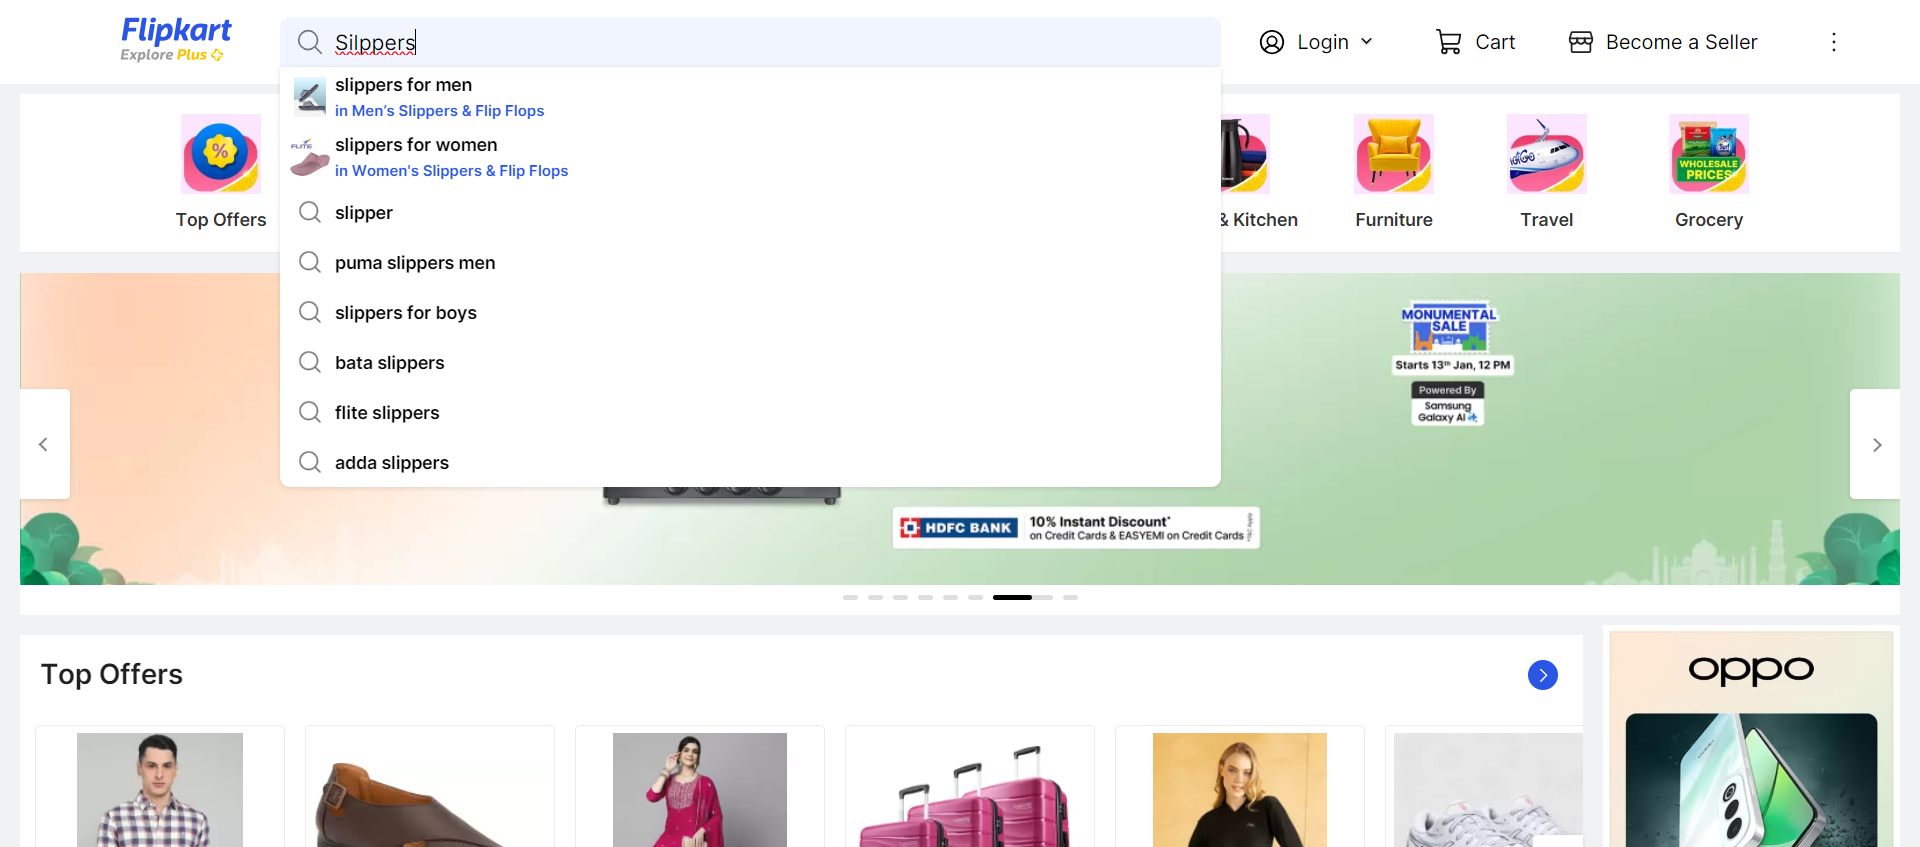 Flipkart
Explore Plus
Silppers
Login
Cart
Become a Seller
slippers for men
in Men's Slippers & Flip Flops
slippers for women
in Women's Slippers & Flip Flops
slipper
puma slippers men
slippers for boys
bata slippers
flite slippers
adda slippers
FLITE
%
Top Offers
& Kitchen
Furniture
IndiGo
Travel
WHOLESALE
PRICES
Grocery
MONUMENTAL
SALE
Starts 13th Jan, 12 PM
Powered By
Samsung
Galaxy AI
HDFC BANK
10% Instant Discount*
on Credit Cards & EASYEMI on Credit Cards
*T&C Apply
Top Offers
oppo